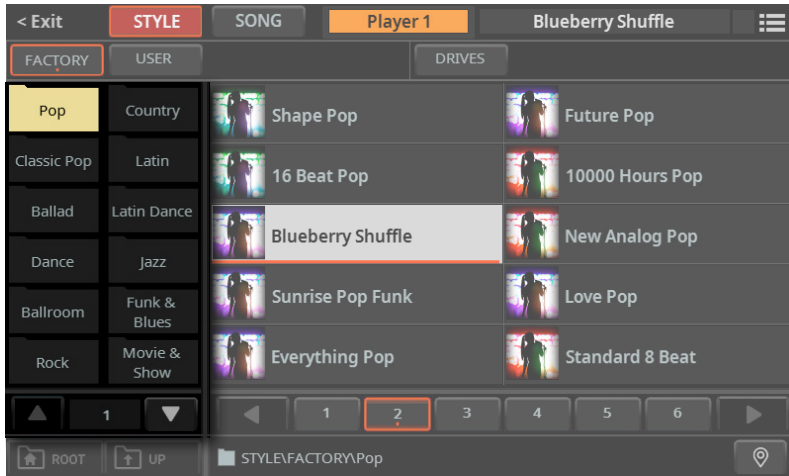 < Exit
STYLE
SONG
Player 1
Blueberry Shuffle
FACTORY
USER
DRIVES
Pop
Country
Classic Pop
Latin
Ballad
Latin Dance
Dance
Jazz
Ballroom
Funk &
Blues
Rock
Movie &
Show
1
Shape Pop
Future Pop
16 Beat Pop
10000 Hours Pop
Blueberry Shuffle
New Analog Pop
Sunrise Pop Funk
Love Pop
Everything Pop
Standard 8 Beat
1
2
3
4
5
6
ROOT
UP
STYLE\FACTORY\Pop